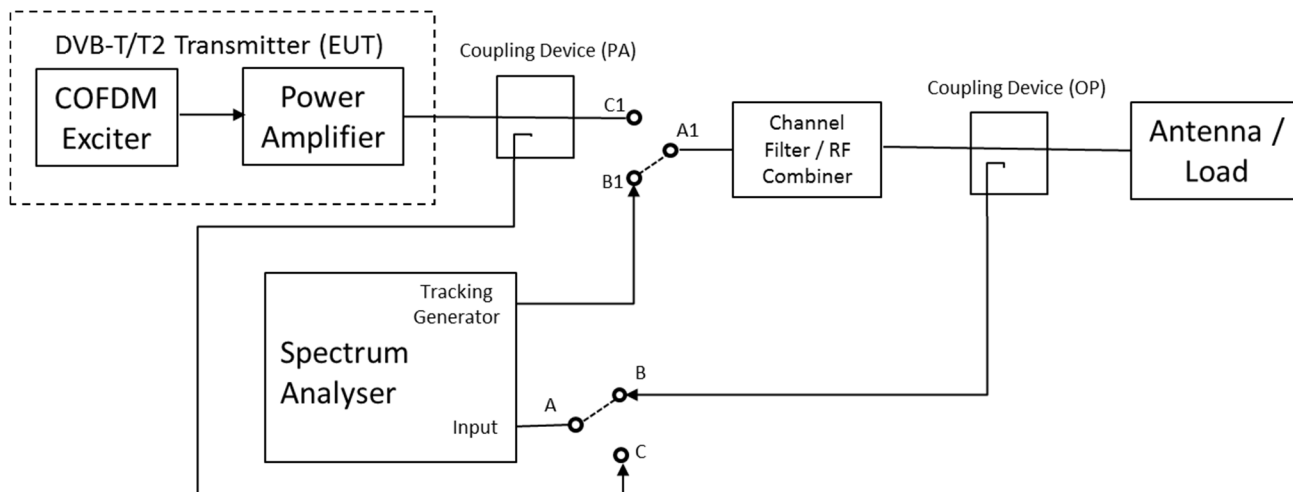 DVB-T/T2 Transmitter (EUT)
COFDM
Exciter
Power
Amplifier
Coupling Device (PA)
C1
A1
B1
Channel
Filter / RF
Combiner
Coupling Device (OP)
Antenna /
Load
Tracking
Generator
Spectrum
Analyser
Input
A
B
C